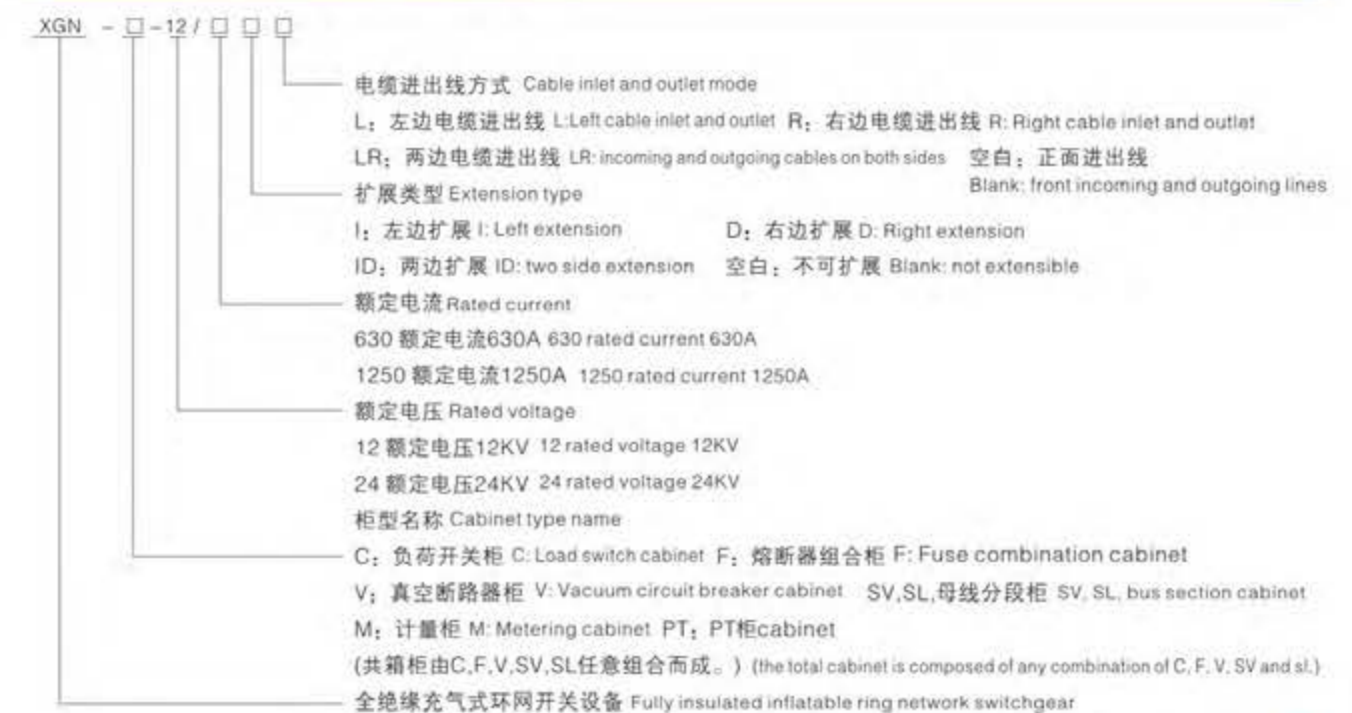 XGN - □ - 12 / □ □ □
电缆进出线方式 Cable inlet and outlet mode
L：左边电缆进出线 L:Left cable inlet and outlet R：右边电缆进出线 R: Right cable inlet and outlet
LR：两边电缆进出线 LR: incoming and outgoing cables on both sides 空白：正面进出线
Blank: front incoming and outgoing lines
扩展类型 Extension type
I：左边扩展 I: Left extension D：右边扩展 D: Right extension
ID：两边扩展 ID: two side extension 空白：不可扩展 Blank: not extensible
额定电流 Rated current
630 额定电流630A 630 rated current 630A
1250 额定电流1250A 1250 rated current 1250A
额定电压 Rated voltage
12 额定电压12KV 12 rated voltage 12KV
24 额定电压24KV 24 rated voltage 24KV
柜型名称 Cabinet type name
C：负荷开关柜 C: Load switch cabinet F：熔断器组合柜 F: Fuse combination cabinet
V：真空断路器柜 V: Vacuum circuit breaker cabinet SV,SL,母线分段柜 SV, SL, bus section cabinet
M：计量柜 M: Metering cabinet PT：PT柜cabinet
(共箱柜由C,F,V,SV,SL任意组合而成。) (the total cabinet is composed of any combination of C, F, V, SV and sl.)
全绝缘充气式环网开关设备 Fully insulated inflatable ring network switchgear